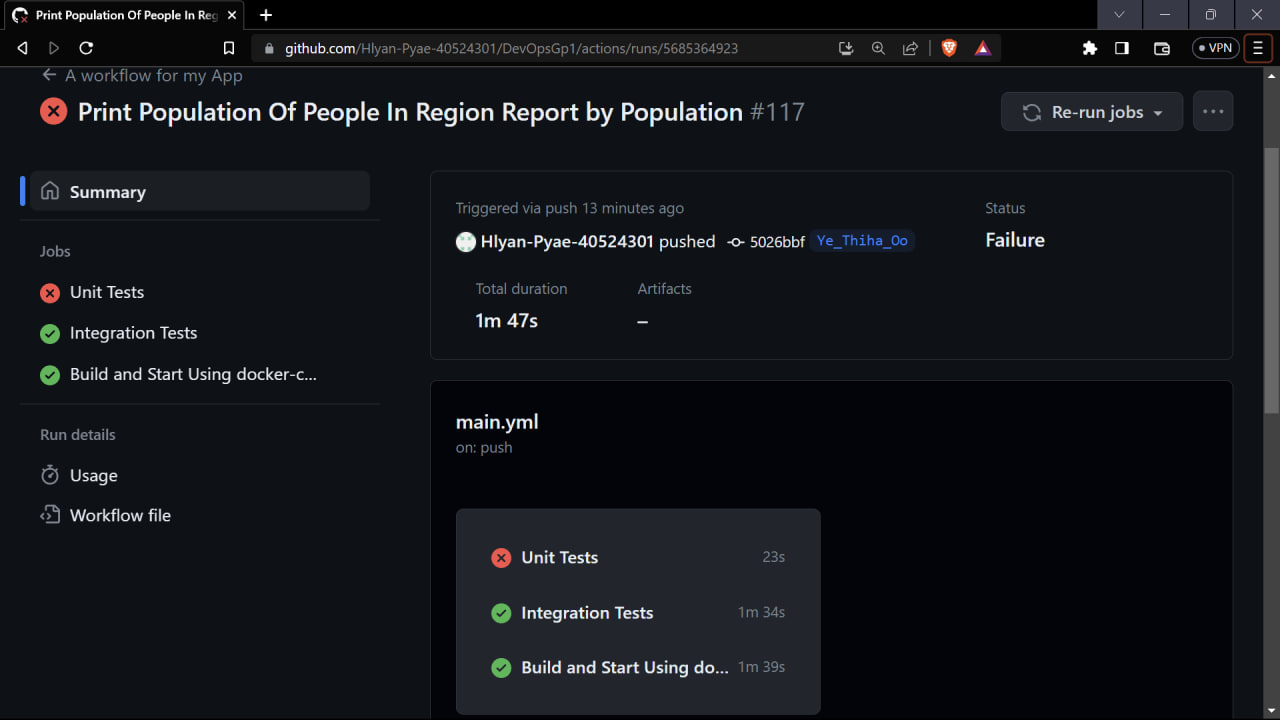 Print Population Of People In Reg
github.com/Hlyan-Pyae-40524301/DevOpsGp1/actions/runs/5685364923
VPN
A workflow for my App
Print Population Of People In Region Report by Population #117
Re-run jobs
Summary
Jobs
Unit Tests
Integration Tests
Build and Start Using docker-c...
Run details
Usage
Workflow file
Triggered via push 13 minutes ago
Hlyan-Pyae-40524301 pushed 5026bbf Ye_Thiha_Oo
Status
Failure
Total duration
1m 47s
Artifacts
–
main.yml
on: push
Unit Tests 23s
Integration Tests 1m 34s
Build and Start Using do... 1m 39s